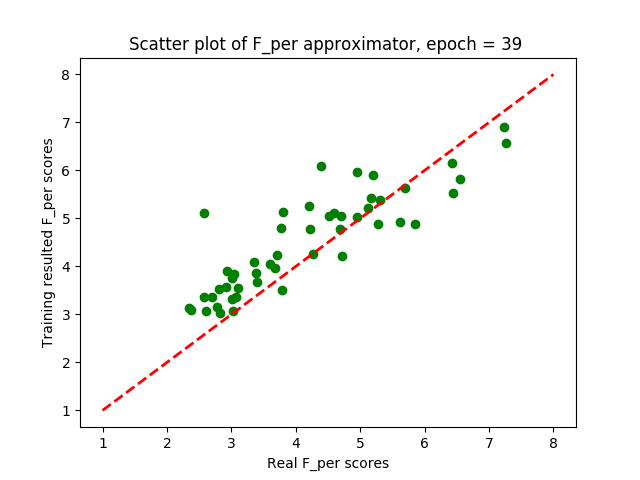 Scatter plot of F_per approximator, epoch = 39
8
7
6
5
4
3
2
1
Training resulted F_per scores
1 2 3 4 5 6 7 8
Real F_per scores